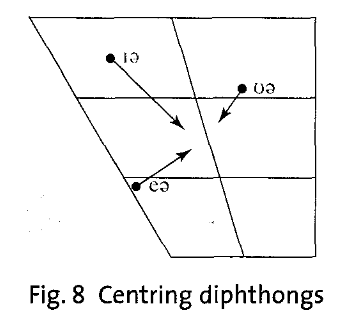 ɪə
ʊə
eə
Fig. 8 Centring diphthongs